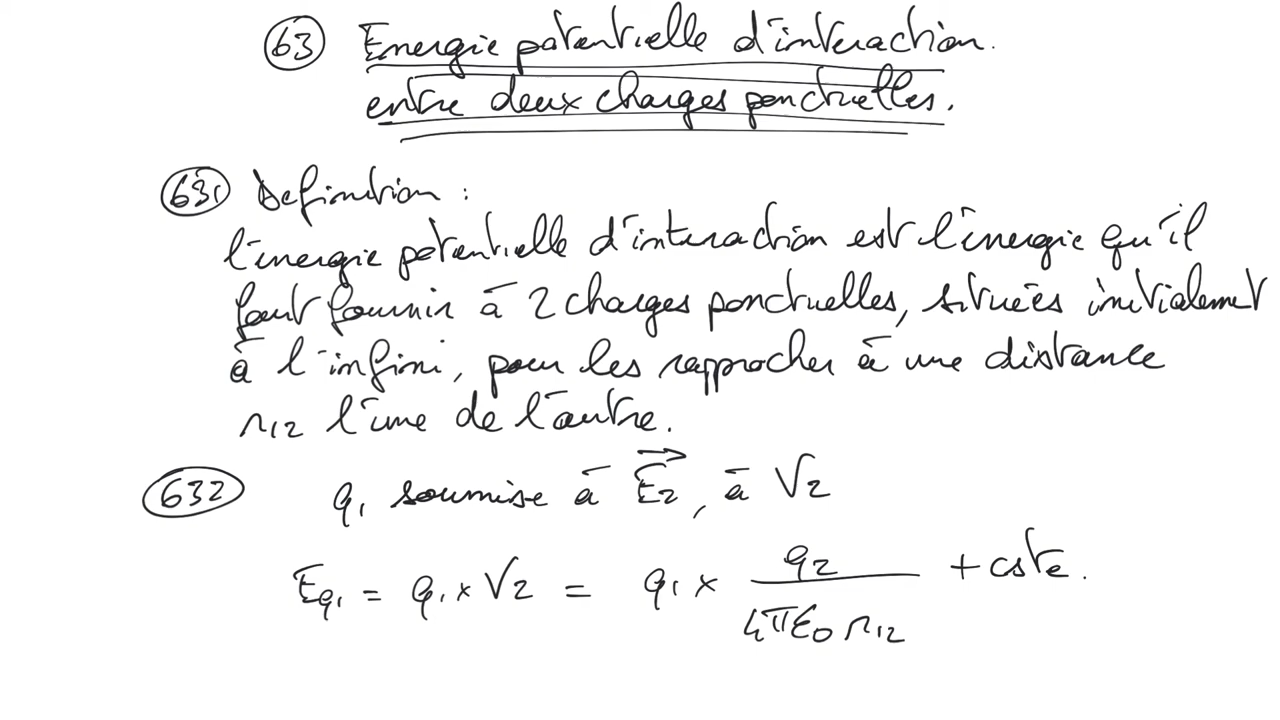 63 Energie potentielle d'interaction.
entre deux charges ponctuelles.
631 Définition :
l'énergie potentielle d'interaction est l'énergie qu'il
faut fournir à 2 charges ponctuelles, situées initialement
à l'infini, pour les rapprocher à une distance
r12 l'une de l'autre.
632 q1 soumise à E⃗2, à V2
Eq1 = q1 × V2 = q1 × q2 / (4πε0 r12) + cste.